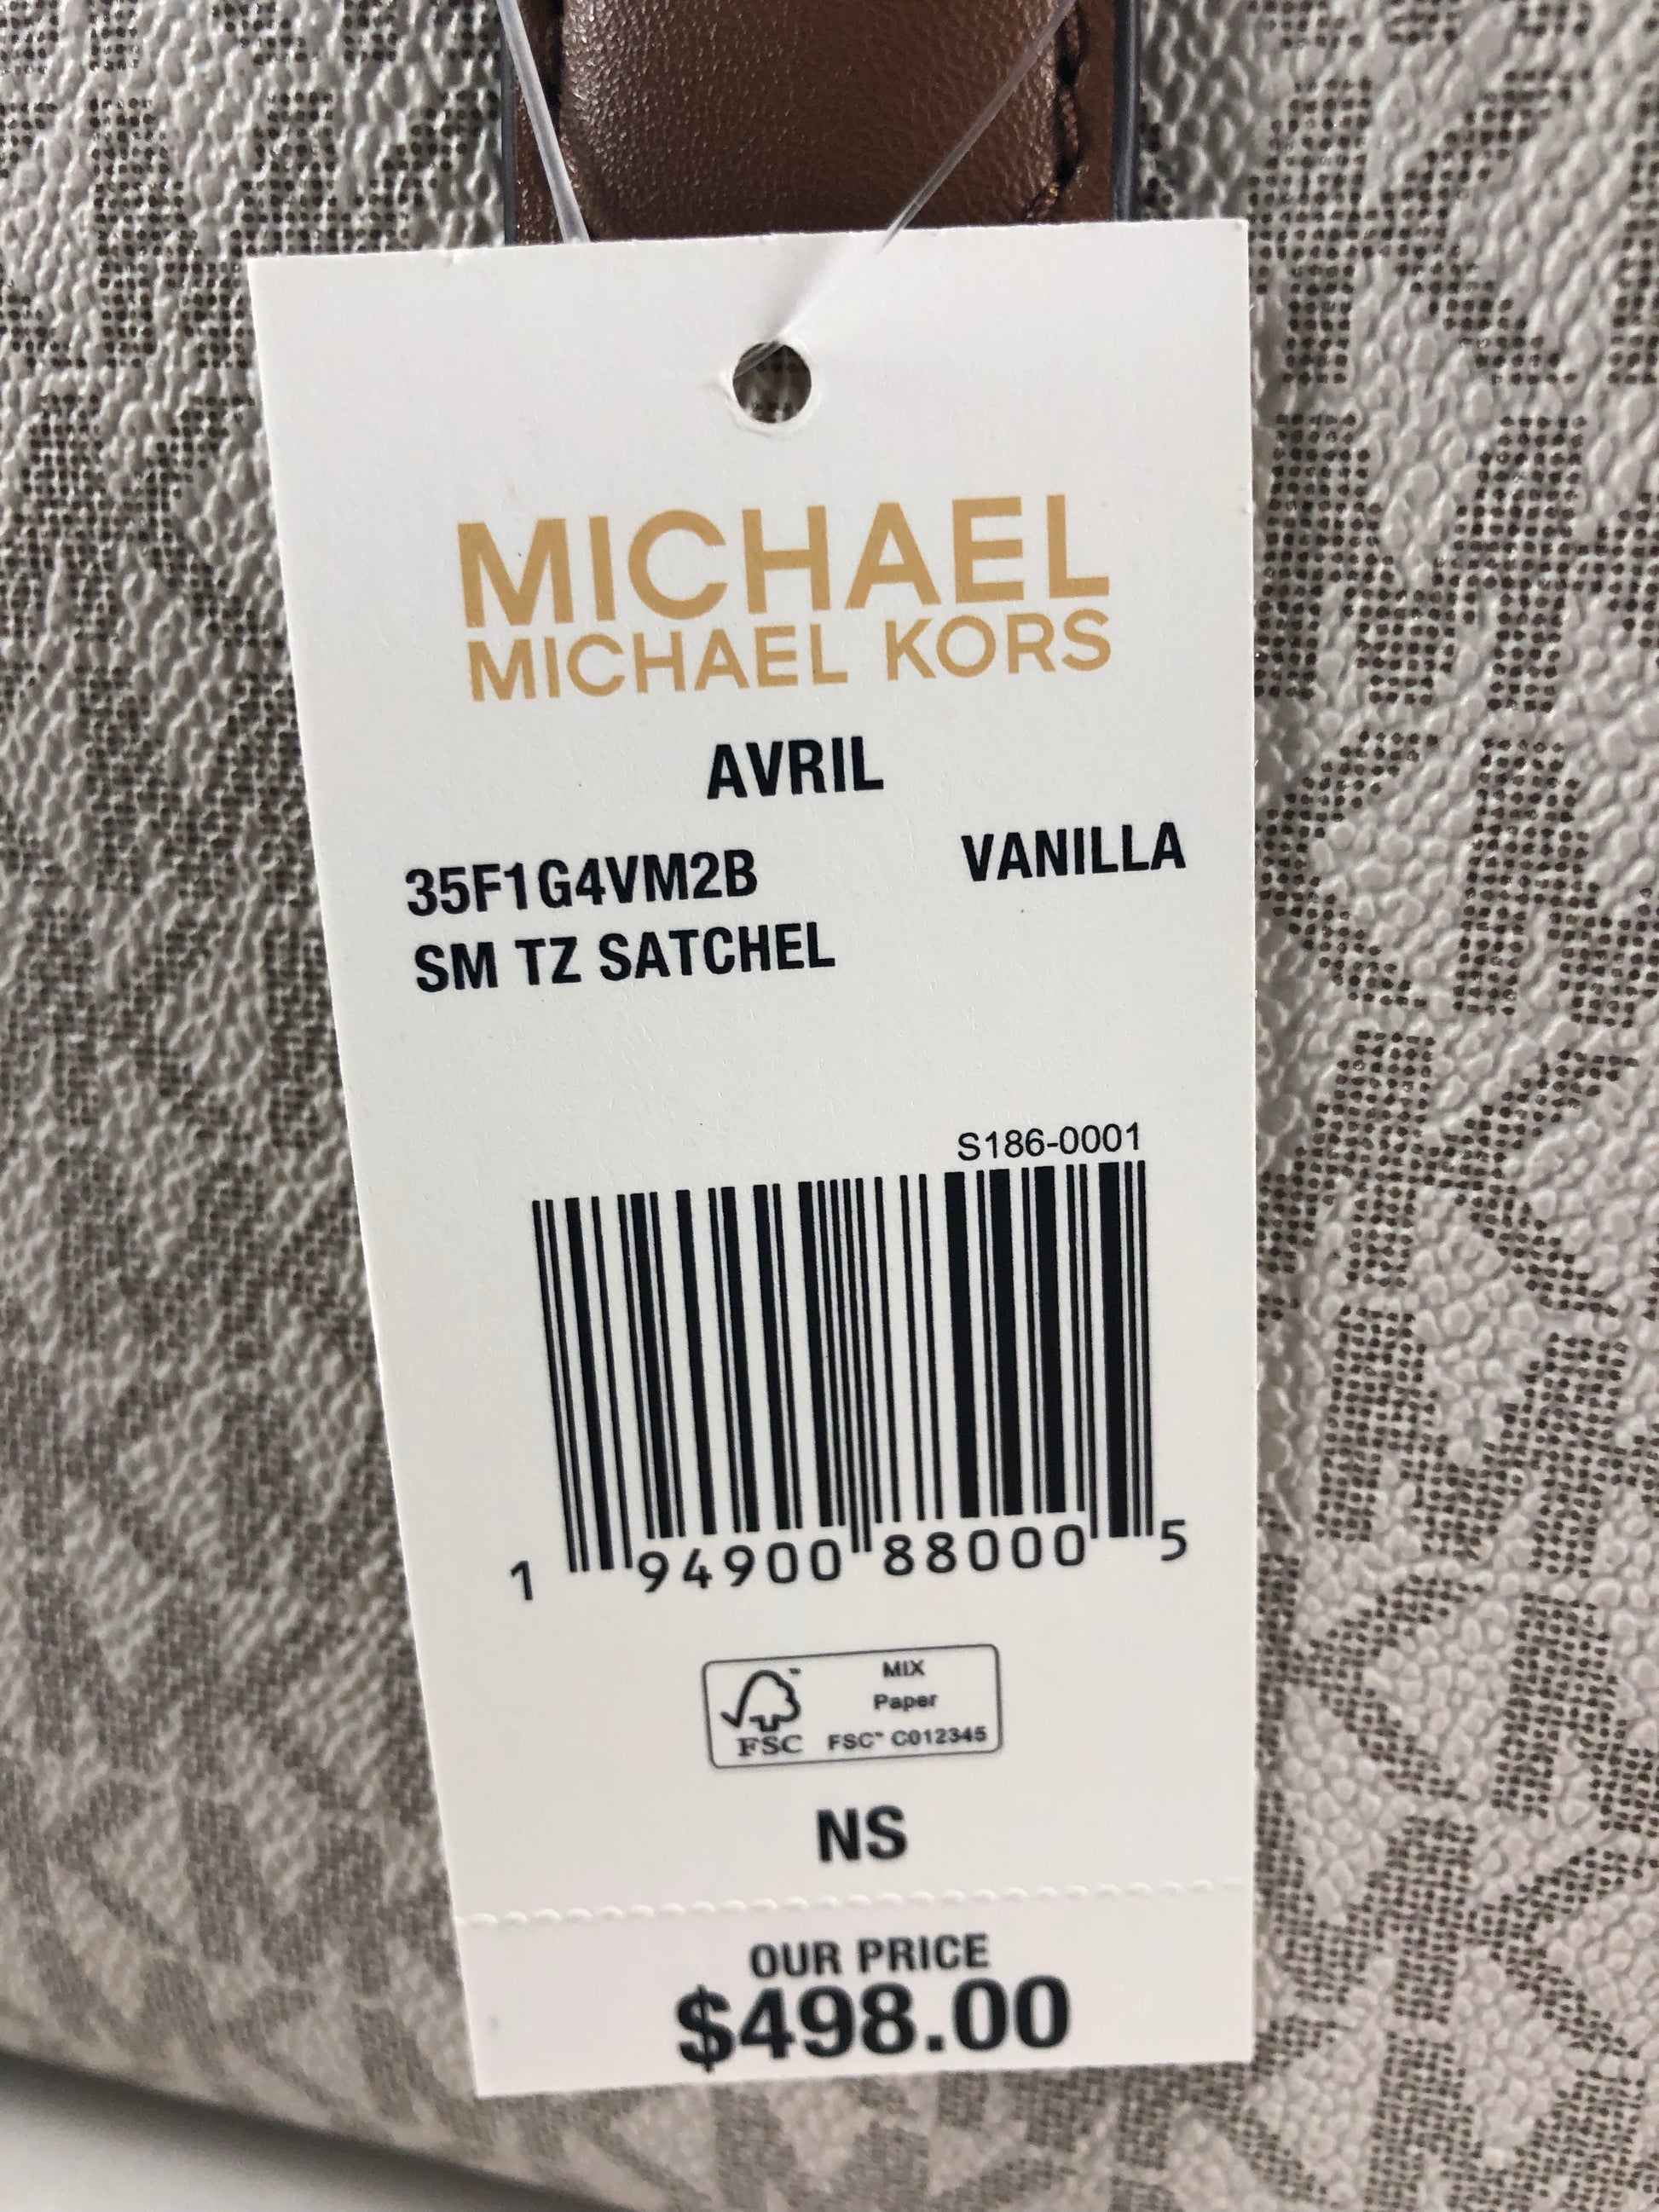 MICHAEL
MICHAEL KORS
AVRIL
35F1G4VM2B VANILLA
SM TZ SATCHEL
S186-0001
1 94900 88000 5
MIX
Paper
FSC™ C012345
FSC
NS
OUR PRICE
$498.00